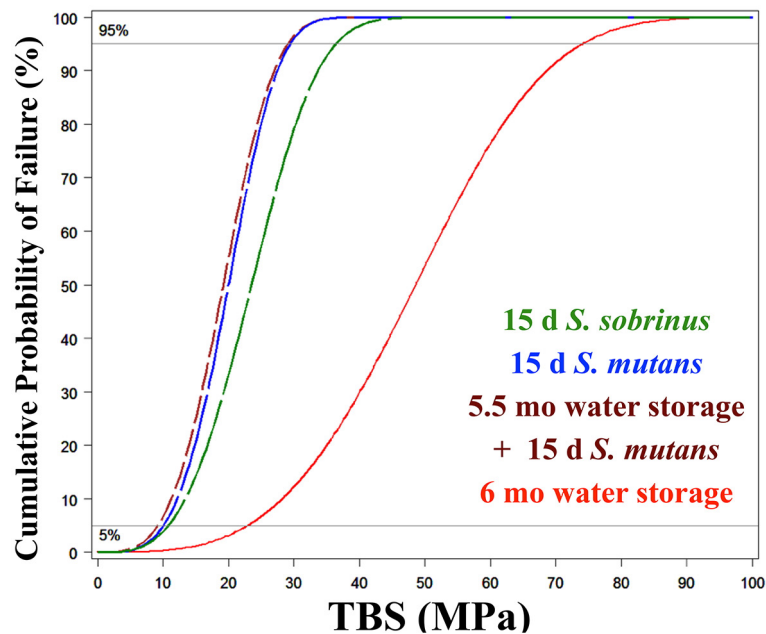 100
95%
90
80
70
60
50
40
30
20
10
5%
0
Cumulative Probability of Failure (%)
15 d S. sobrinus
15 d S. mutans
5.5 mo water storage
+ 15 d S. mutans
6 mo water storage
0 10 20 30 40 50 60 70 80 90 100
TBS (MPa)